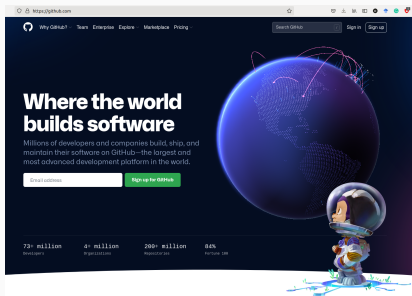 https://github.com
Why GitHub? Team Enterprise Explore Marketplace Pricing
Search GitHub
Sign in
Sign up
Where the world
builds software
Millions of developers and companies build, ship, and
maintain their software on GitHub—the largest and
most advanced development platform in the world.
Email address
Sign up for GitHub
73+ million
Developers
4+ million
Organizations
200+ million
Repositories
84%
Fortune 100